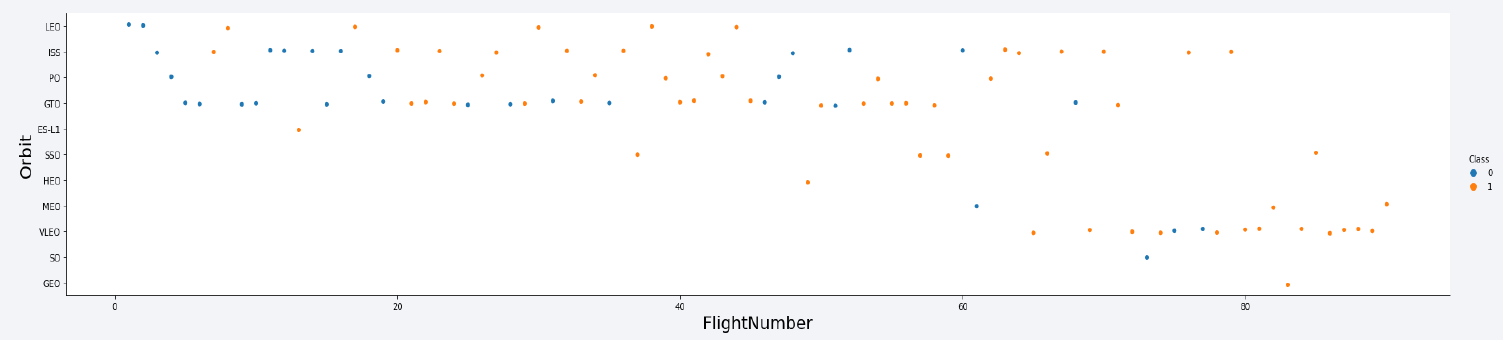 LEO
ISS
PO
GTO
ES-L1
SSO
HEO
MEO
VLEO
SO
GEO
Orbit
0 20 40 60 80
FlightNumber
Class
0
1